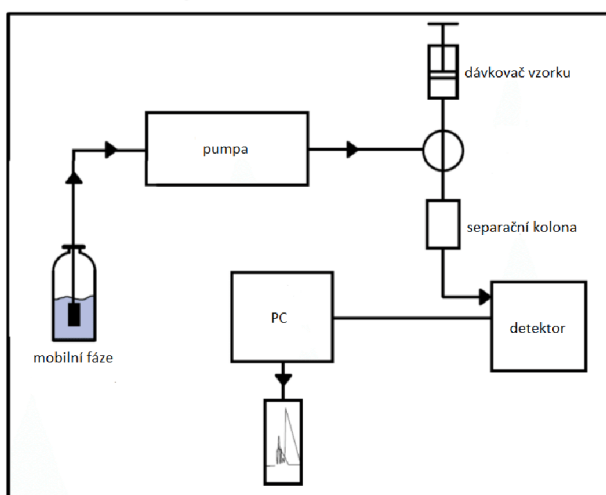 dávkovač vzorku
pumpa
separační kolona
PC
detektor
mobilní fáze